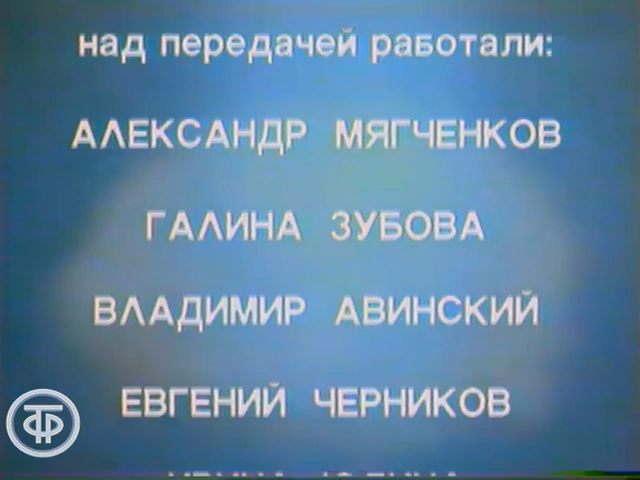 над передачей работали:
АЛЕКСАНДР МЯГЧЕНКОВ
ГАЛИНА ЗУБОВА
ВЛАДИМИР АВИНСКИЙ
ЕВГЕНИЙ ЧЕРНИКОВ